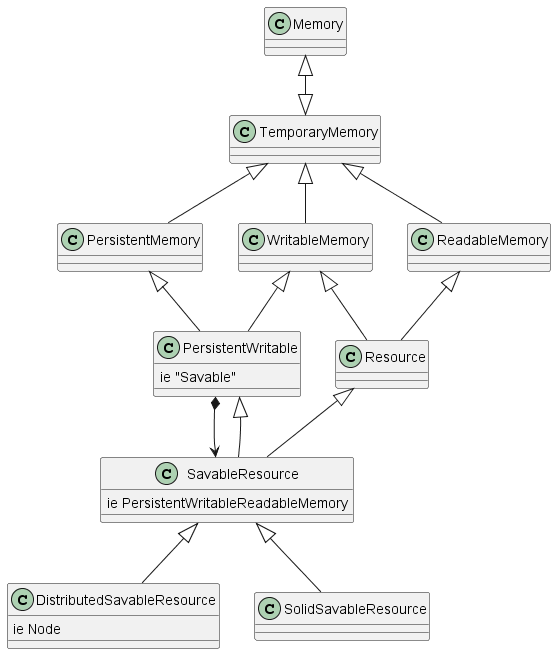 C Memory
C TemporaryMemory
C PersistentMemory
C WritableMemory
C ReadableMemory
C PersistentWritable
ie "Savable"
C Resource
C SavableResource
ie PersistentWritableReadableMemory
C DistributedSavableResource
ie Node
C SolidSavableResource